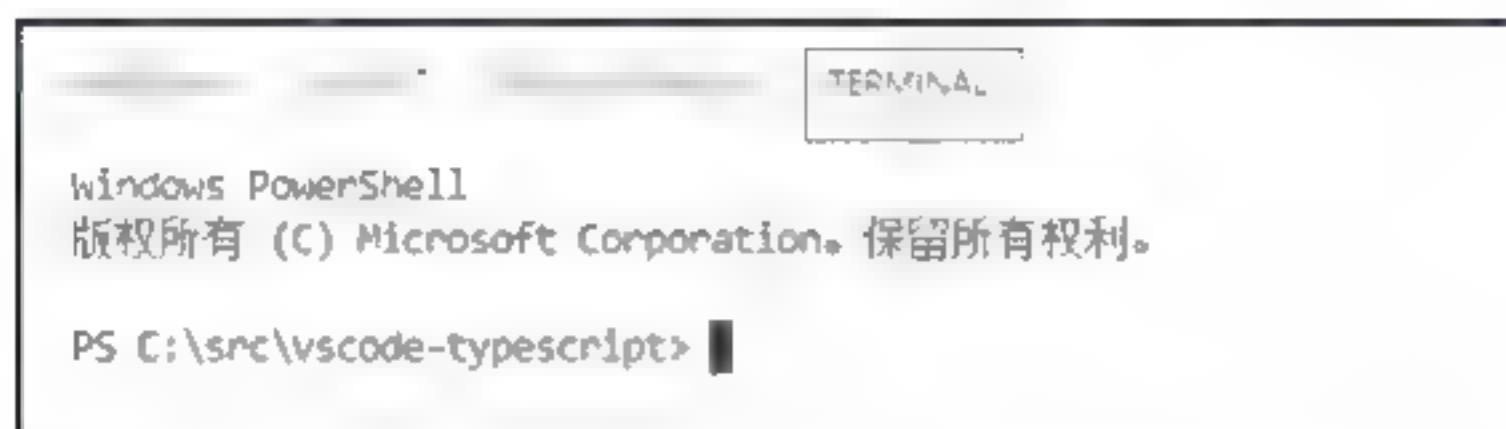 TERMINAL
Windows PowerShell
版权所有 (C) Microsoft Corporation。保留所有权利。
PS C:\src\vscode-typescript>